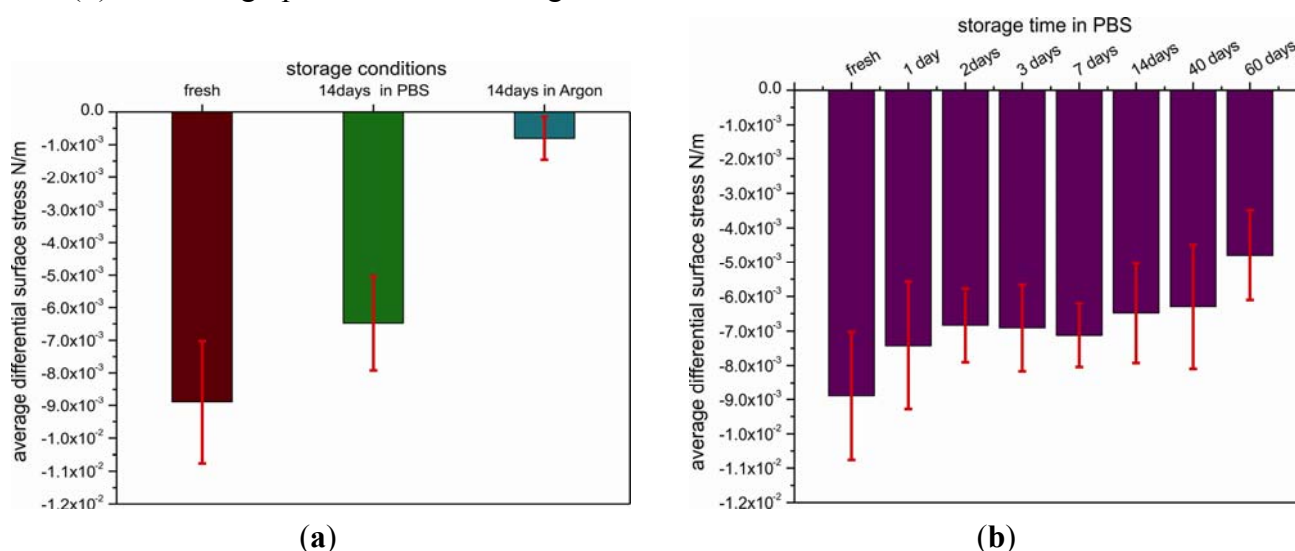 storage conditions
fresh 14days in PBS 14days in Argon
average differential surface stress N/m
0.0
-1.0x10⁻³
-2.0x10⁻³
-3.0x10⁻³
-4.0x10⁻³
-5.0x10⁻³
-6.0x10⁻³
-7.0x10⁻³
-8.0x10⁻³
-9.0x10⁻³
-1.0x10⁻²
-1.1x10⁻²
-1.2x10⁻²
(a)
storage time in PBS
fresh 1 day 2days 3 days 7 days 14days 40 days 60 days
average differential surface stress N/m
0.0
-1.0x10⁻³
-2.0x10⁻³
-3.0x10⁻³
-4.0x10⁻³
-5.0x10⁻³
-6.0x10⁻³
-7.0x10⁻³
-8.0x10⁻³
-9.0x10⁻³
-1.0x10⁻²
-1.1x10⁻²
-1.2x10⁻²
(b)